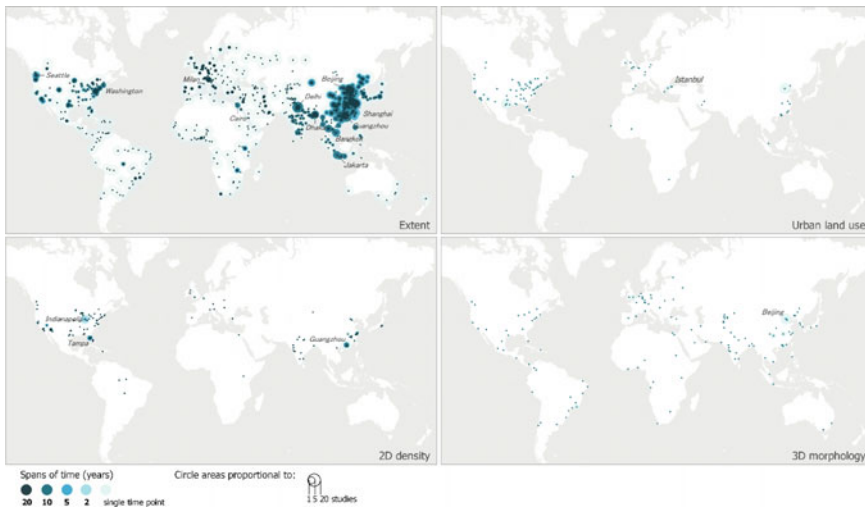 Seattle
Washington
Milan
Cairo
Beijing
Delhi
Shanghai
Dhaka
Guangzhou
Bangkok
Jakarta
Extent
Istanbul
Urban land use
Indianapolis
Tampa
Guangzhou
2D density
Beijing
3D morphology
Spans of time (years)
20 10 5 2 single time point
Circle areas proportional to:
1 5 20 studies